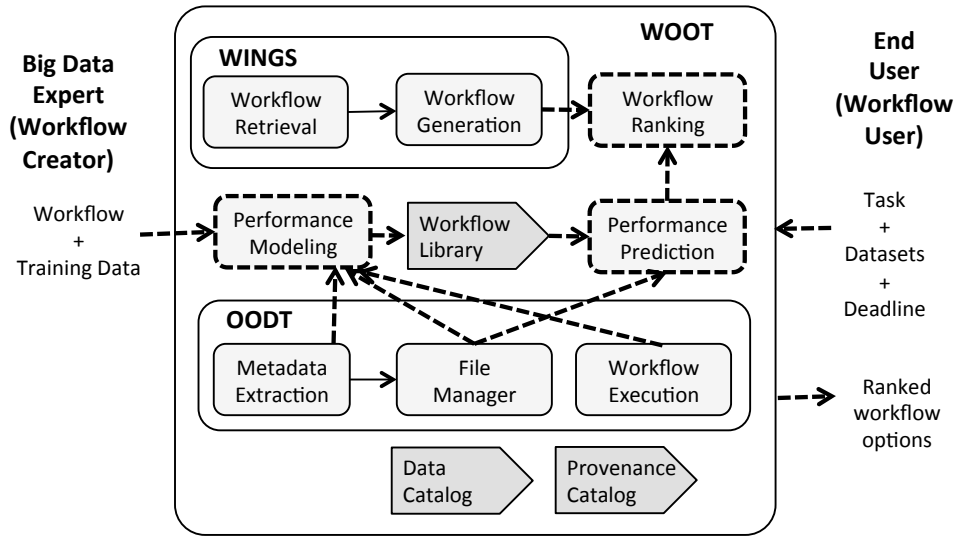 Big Data
Expert
(Workflow
Creator)
Workflow
+
Training Data
WOOT
WINGS
Workflow
Retrieval
Workflow
Generation
Workflow
Ranking
Performance
Modeling
Workflow
Library
Performance
Prediction
OODT
Metadata
Extraction
File
Manager
Workflow
Execution
Data
Catalog
Provenance
Catalog
End
User
(Workflow
User)
Task
+
Datasets
+
Deadline
Ranked
workflow
options